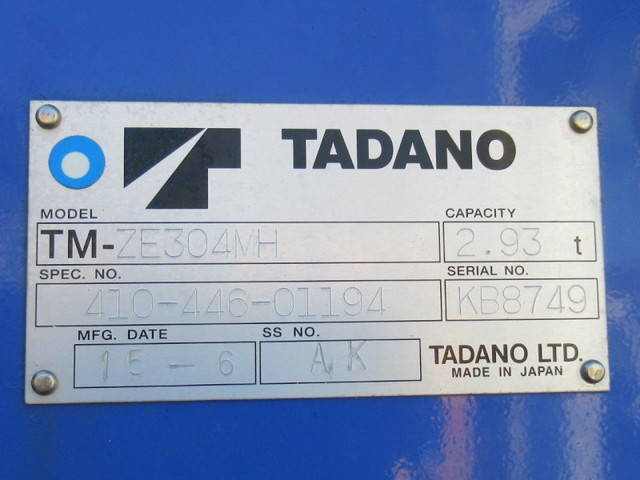 TADANO
MODEL
TM-ZE304MH
CAPACITY
2.93 t
SPEC. NO.
410-446-01194
SERIAL NO.
KB8749
MFG. DATE
15-6
SS NO.
A,K
TADANO LTD.
MADE IN JAPAN